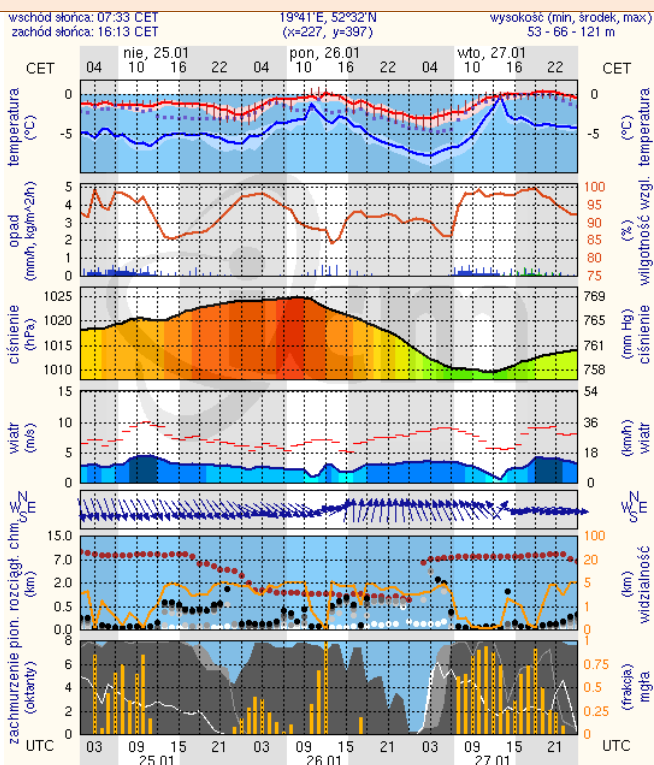 wschód słońca: 07:33 CET 19°41'E, 52°32'N wysokość (min, środek, max)
zachód słońca: 16:13 CET (x=227, y=397) 53 - 66 - 121 m
nie, 25.01 pon, 26.01 wto, 27.01
CET 04 10 16 22 04 10 16 22 04 10 16 22 CET
temperatura (°C)
0
-5
0
-5
(°C) temperatura
opad (mm/h, kg/m^2/h)
5
4
3
2
1
0
100
95
90
85
80
75
(%) wilgotność wzgl.
ciśnienie (hPa)
1025
1020
1015
1010
769
765
761
758
(mm Hg) ciśnienie
wiatr (m/s)
15
10
5
0
54
36
18
0
(km/h) wiatr
N
W E
S
N
W E
S
pion. rozciągł. chm. (km)
15.0
7.0
2.0
0.5
0.0
100
20
5
1
0
(km) widzialność
zachmurzenie (oktanty)
8
6
4
2
0
1
0.75
0.5
0.25
0
(frakcja) mgła
UTC 03 09 15 21 03 09 15 21 03 09 15 21 UTC
25.01 26.01 27.01
icm